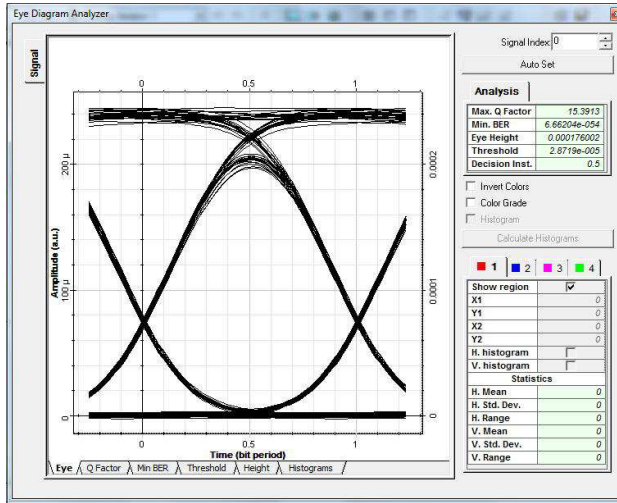 Eye Diagram Analyzer
Signal Index: 0
Auto Set
Signal
0 0.5 1
200 µ
100 µ
0
Amplitude (a.u.)
0.0002
0.0001
0
0 0.5 1
Time (bit period)
Eye Q Factor Min BER Threshold Height Histograms
Analysis
Max. Q Factor 15.3913
Min. BER 6.66204e-054
Eye Height 0.000176002
Threshold 2.8719e-005
Decision Inst. 0.5
Invert Colors
Color Grade
Histogram
Calculate Histograms
1 2 3 4
Show region
X1 0
Y1 0
X2 0
Y2 0
H. histogram
V. histogram
Statistics
H. Mean 0
H. Std. Dev. 0
H. Range 0
V. Mean 0
V. Std. Dev. 0
V. Range 0